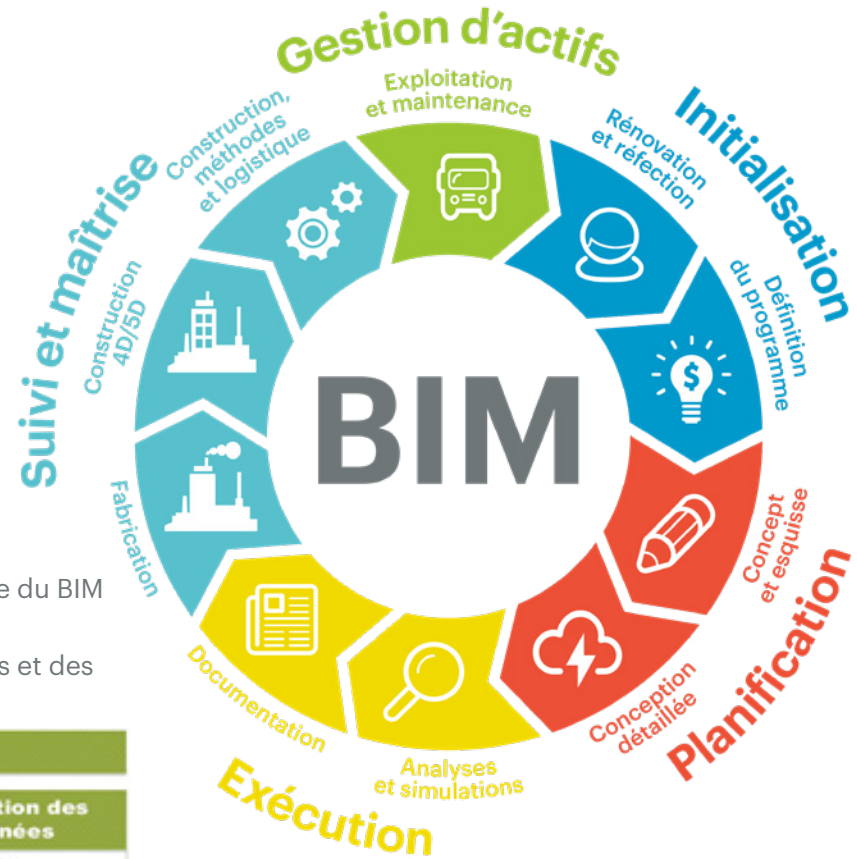 Gestion d'actifs
Exploitation
et maintenance
Initialisation
Rénovation
et réfection
Définition
du programme
$
Planification
Concept
et esquisse
Conception
détaillée
Exécution
Analyses
et simulations
Documentation
Suivi et maîtrise
Fabrication
Construction
4D/5D
Construction,
méthodes
et logistique
BIM
du BIM
s et des
tion des
nées